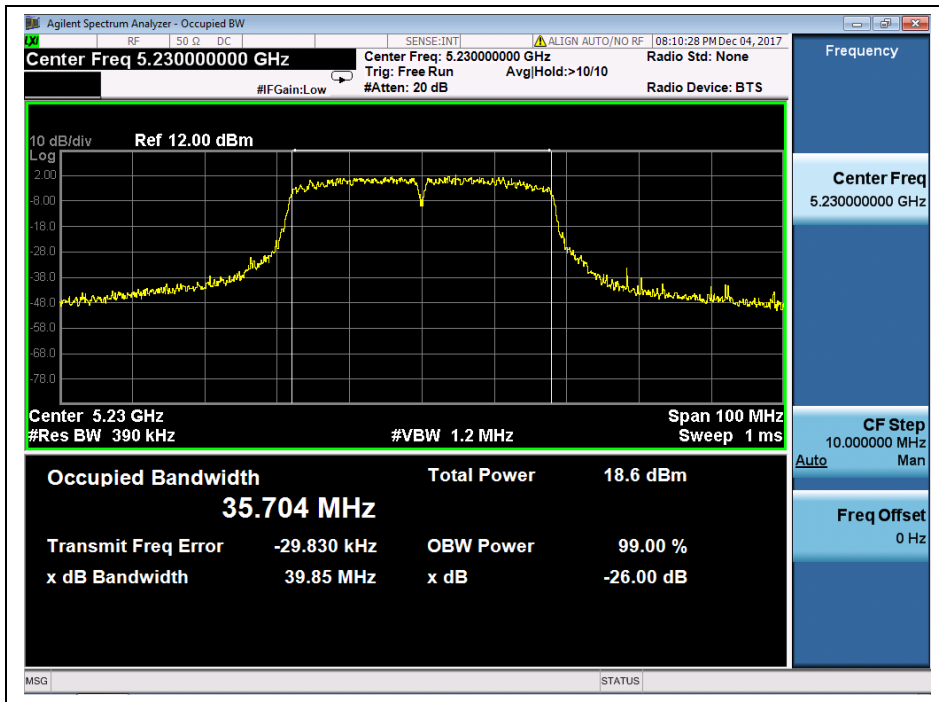 Agilent Spectrum Analyzer - Occupied BW
LXI RF 50 Ω DC SENSE:INT ALIGN AUTO/NO RF 08:10:28 PM Dec 04, 2017
Center Freq 5.230000000 GHz
Center Freq: 5.230000000 GHz Radio Std: None
Trig: Free Run Avg|Hold:>10/10
#IFGain:Low #Atten: 20 dB Radio Device: BTS
10 dB/div Ref 12.00 dBm
Log
2.00
-8.00
-18.0
-28.0
-38.0
-48.0
-58.0
-68.0
-78.0
Center 5.23 GHz Span 100 MHz
#Res BW 390 kHz #VBW 1.2 MHz Sweep 1 ms
Occupied Bandwidth Total Power 18.6 dBm
35.704 MHz
Transmit Freq Error -29.830 kHz OBW Power 99.00 %
x dB Bandwidth 39.85 MHz x dB -26.00 dB
Frequency
Center Freq
5.230000000 GHz
CF Step
10.000000 MHz
Auto Man
Freq Offset
0 Hz
MSG STATUS